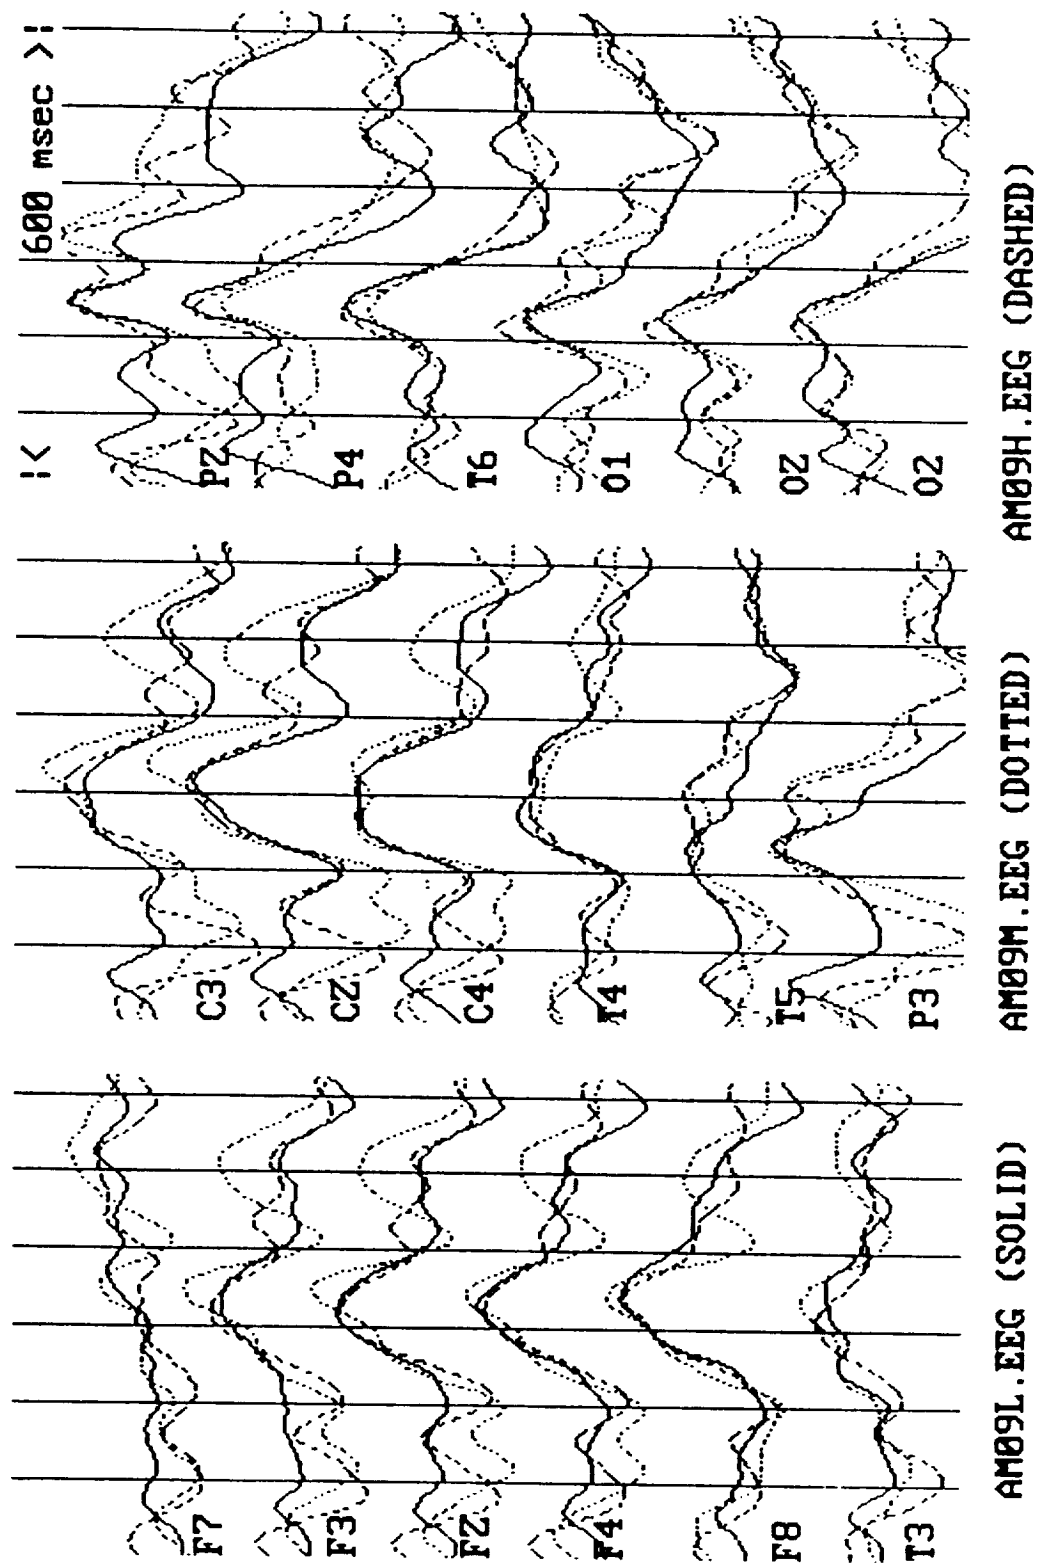 |< 600 msec >|
F7
F3
FZ
F4
F8
T3
C3
CZ
C4
T4
T5
P3
PZ
P4
T6
O1
OZ
OZ
AM09L.EEG (SOLID) AM09M.EEG (DOTTED) AM09H.EEG (DASHED)